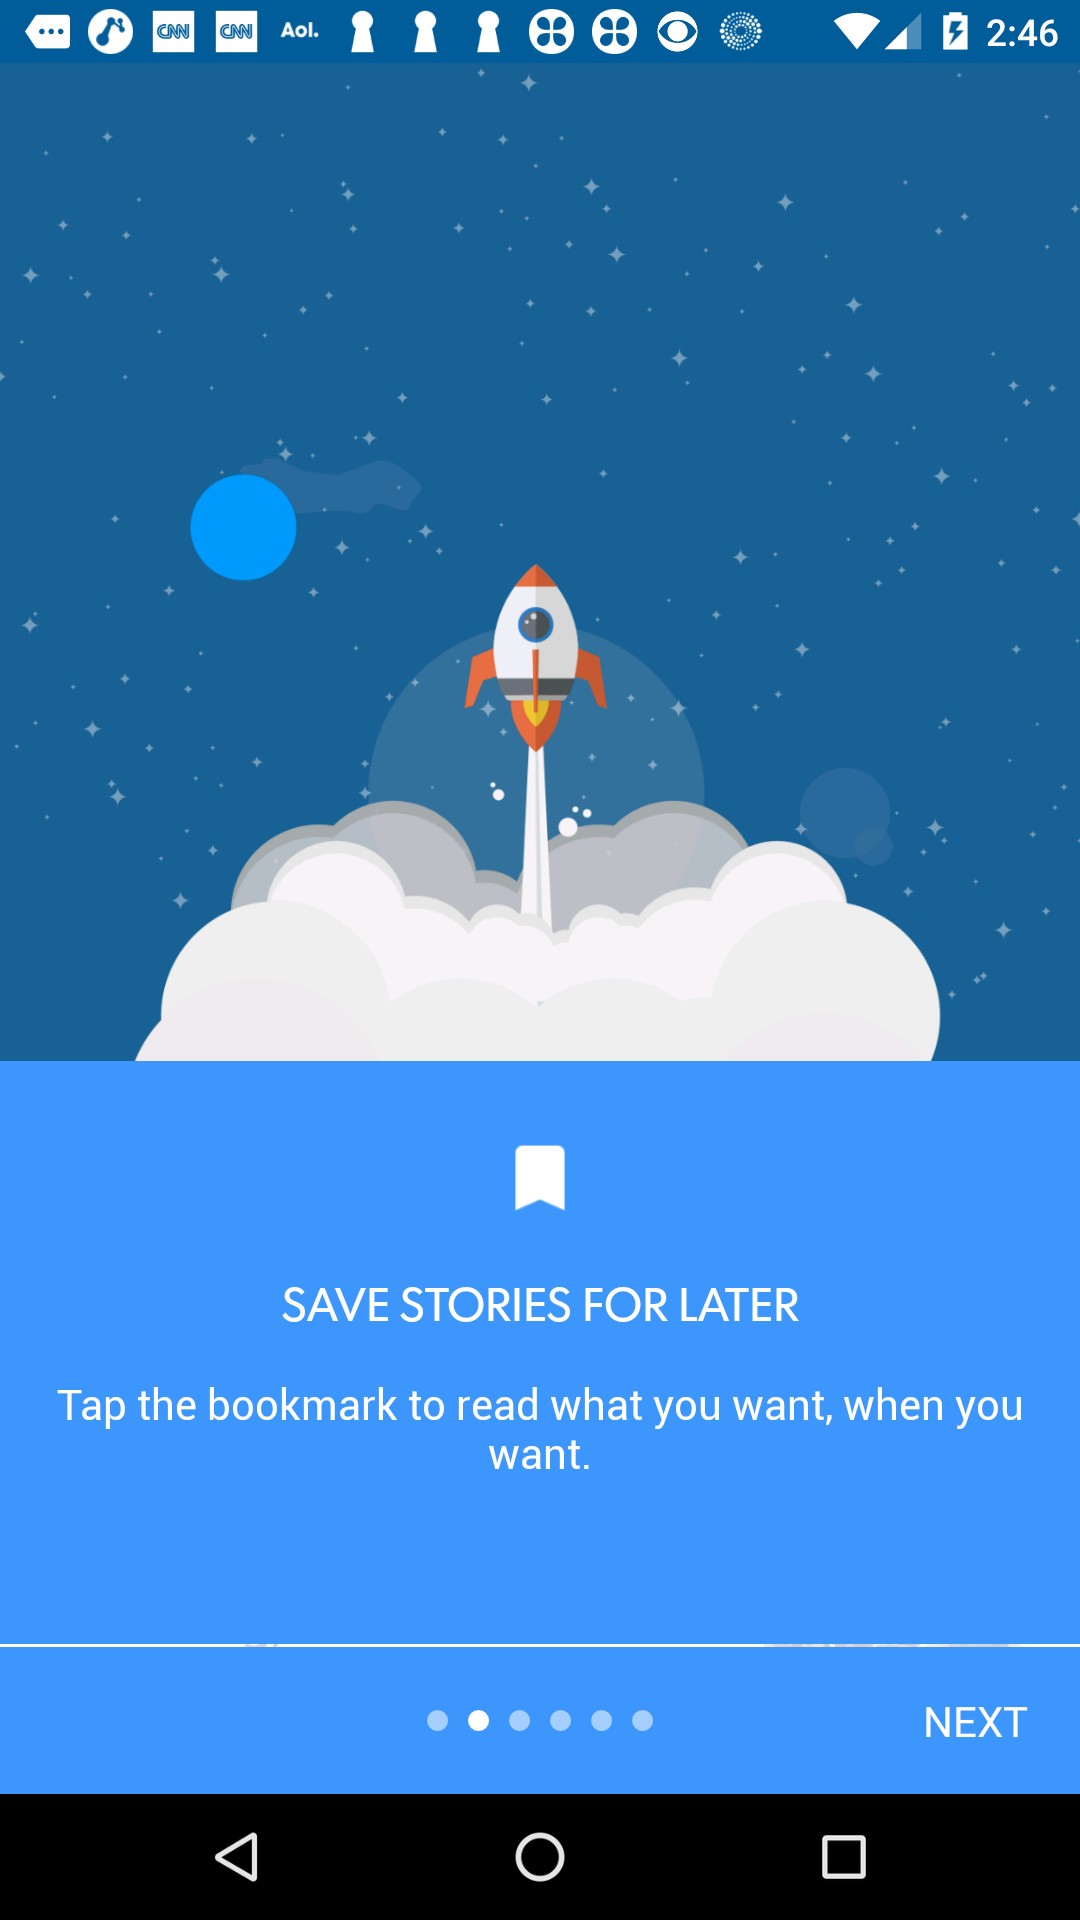 CNN CNN Aol. 2:46
SAVE STORIES FOR LATER
Tap the bookmark to read what you want, when you
want.
NEXT